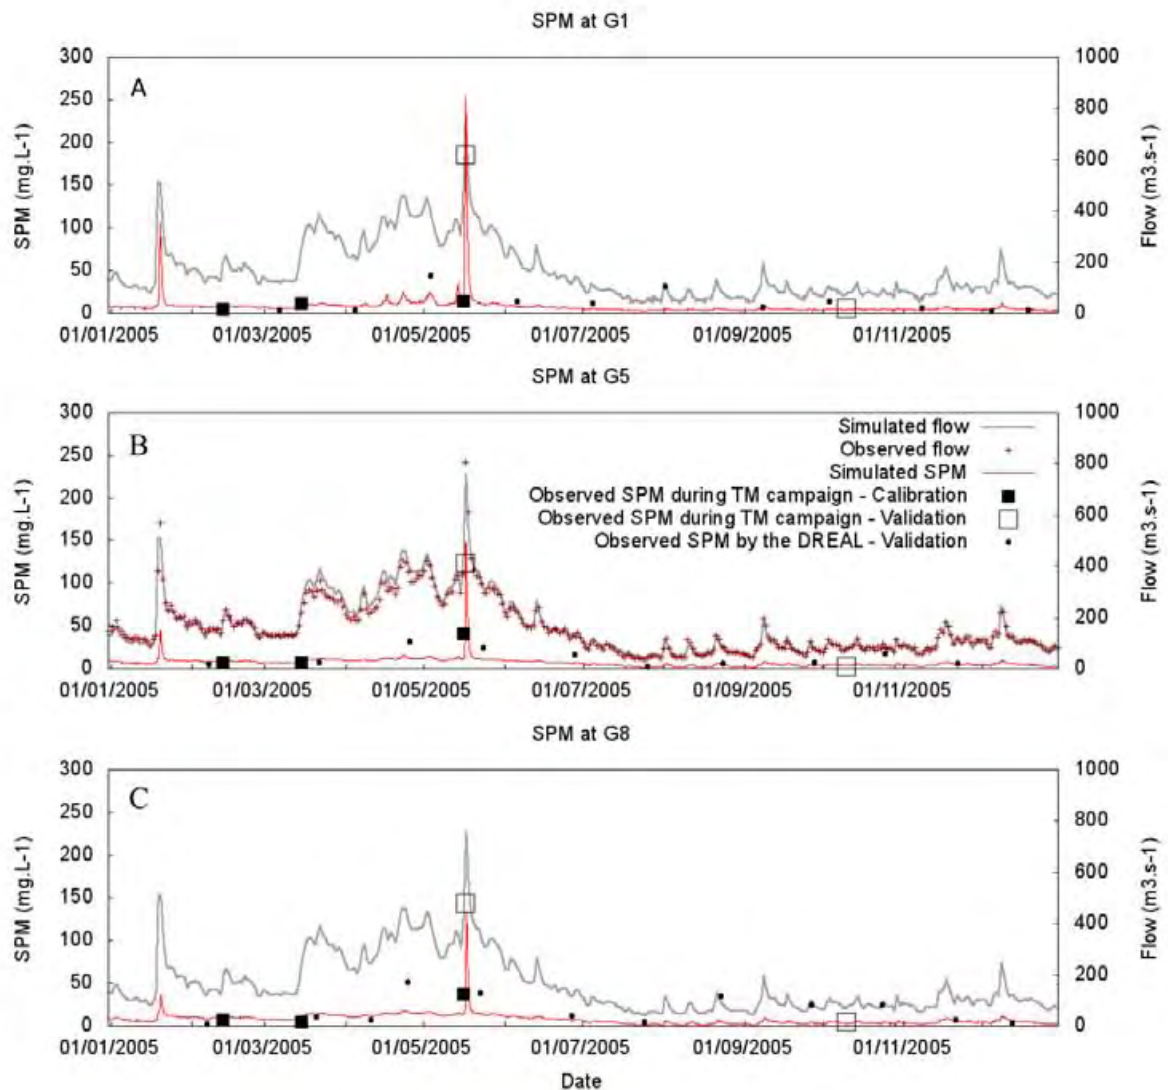 SPM at G1
A
SPM (mg.L-1)
300
250
200
150
100
50
0
Flow (m3.s-1)
1000
800
600
400
200
0
01/01/2005 01/03/2005 01/05/2005 01/07/2005 01/09/2005 01/11/2005
SPM at G5
B
SPM (mg.L-1)
300
250
200
150
100
50
0
Simulated flow
Observed flow
Simulated SPM
Observed SPM during TM campaign - Calibration
Observed SPM during TM campaign - Validation
Observed SPM by the DREAL - Validation
Flow (m3.s-1)
1000
800
600
400
200
0
01/01/2005 01/03/2005 01/05/2005 01/07/2005 01/09/2005 01/11/2005
SPM at G8
C
SPM (mg.L-1)
300
250
200
150
100
50
0
Flow (m3.s-1)
1000
800
600
400
200
0
01/01/2005 01/03/2005 01/05/2005 01/07/2005 01/09/2005 01/11/2005
Date